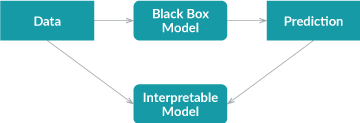 Data
Black Box
Model
Prediction
Interpretable
Model